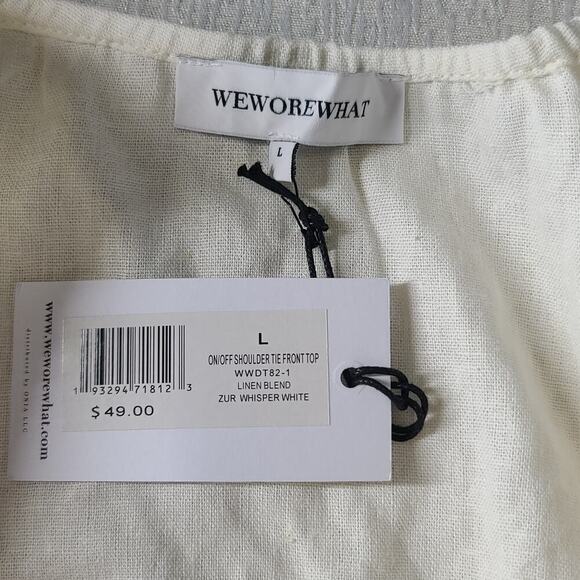 WEWOREWHAT
L
www.weworewhat.com
distributed by ONIA LLC
L
ON/OFF SHOULDER TIE FRONT TOP
WWDT82-1
LINEN BLEND
ZUR WHISPER WHITE
1 93294 71812 3
$49.00